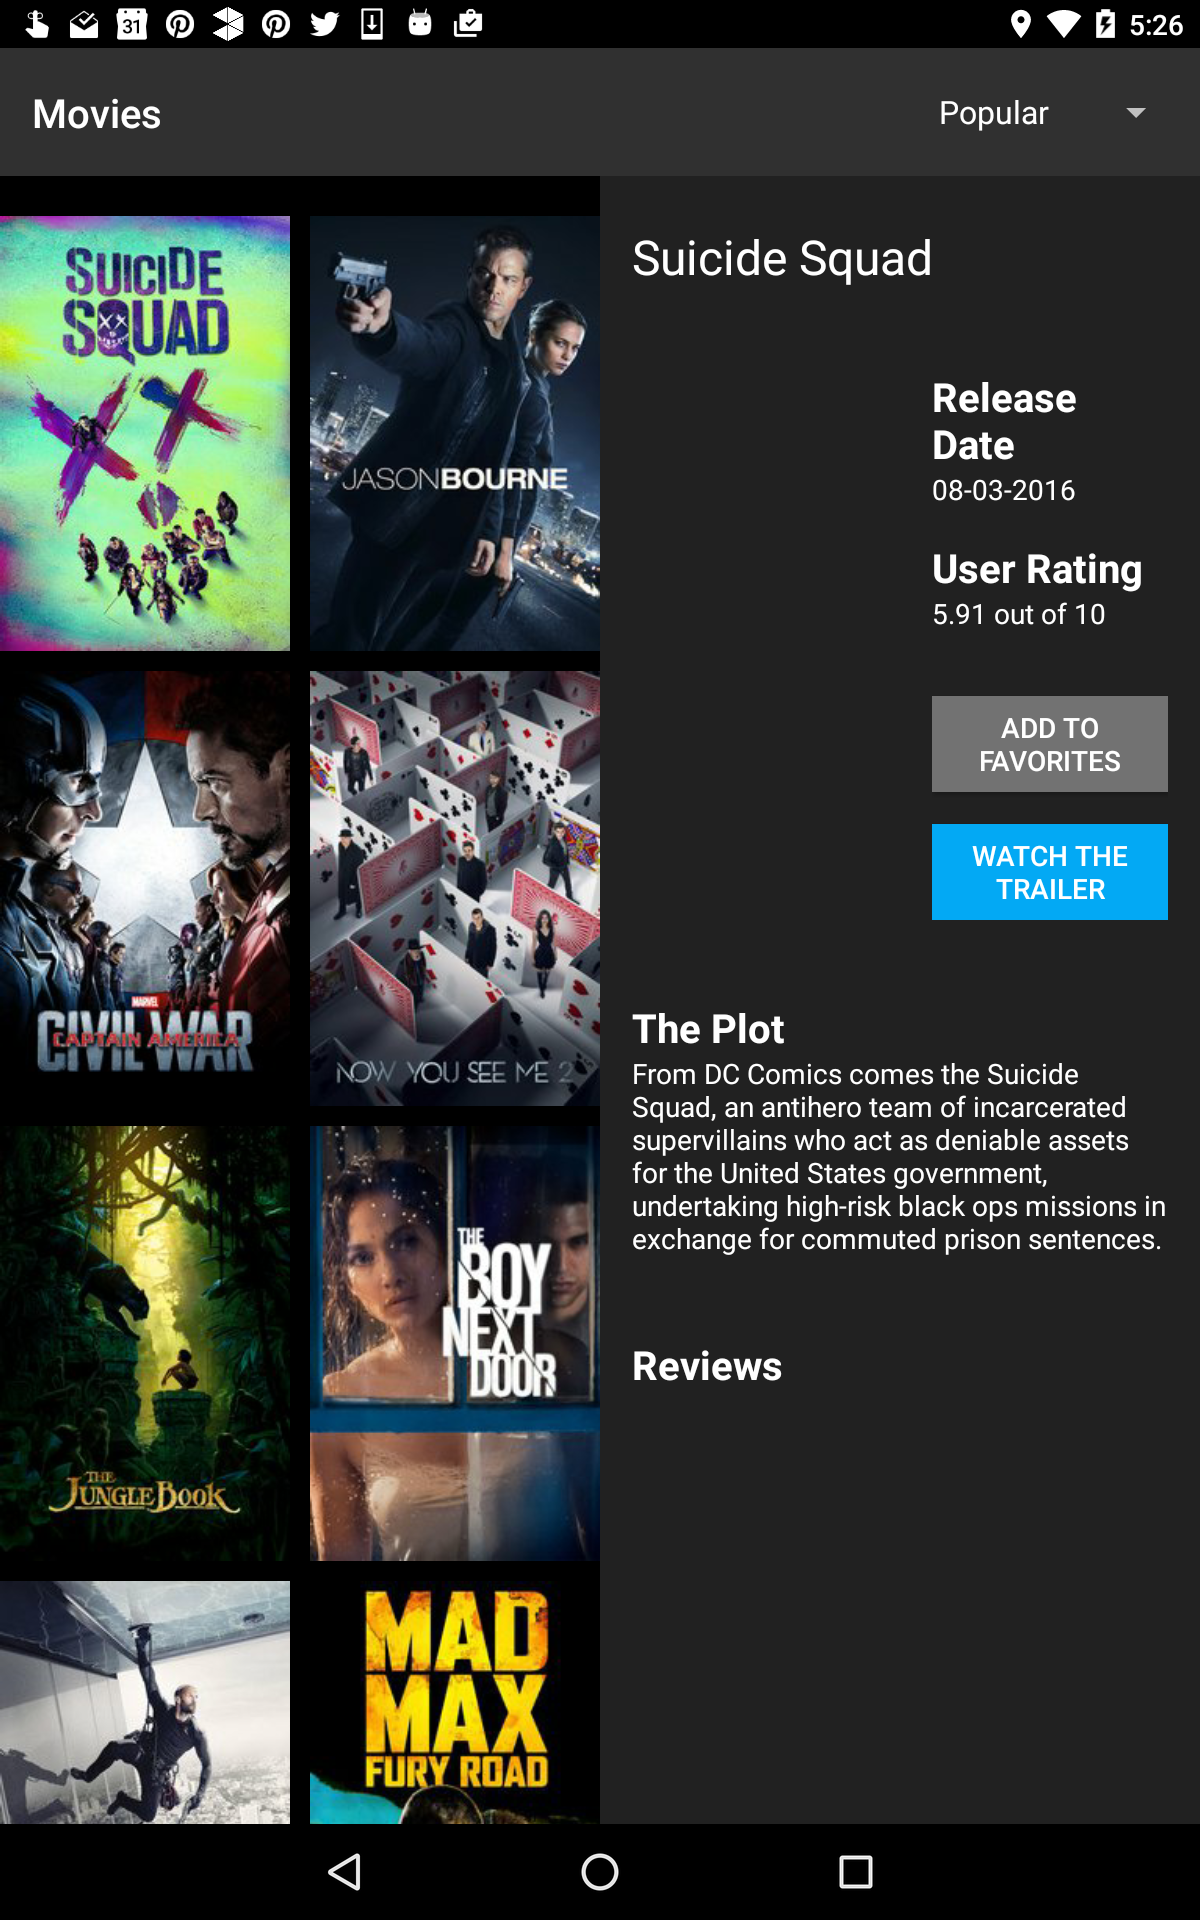 31
5:26
Movies
Popular
SUICIDE
SQUAD
JASON BOURNE
MARVEL
CAPTAIN AMERICA
CIVIL WAR
NOW YOU SEE ME 2
THE
JUNGLE BOOK
THE
BOY
NEXT
DOOR
MAD
MAX
FURY ROAD
Suicide Squad
Release
Date
08-03-2016
User Rating
5.91 out of 10
ADD TO
FAVORITES
WATCH THE
TRAILER
The Plot
From DC Comics comes the Suicide
Squad, an antihero team of incarcerated
supervillains who act as deniable assets
for the United States government,
undertaking high-risk black ops missions in
exchange for commuted prison sentences.
Reviews